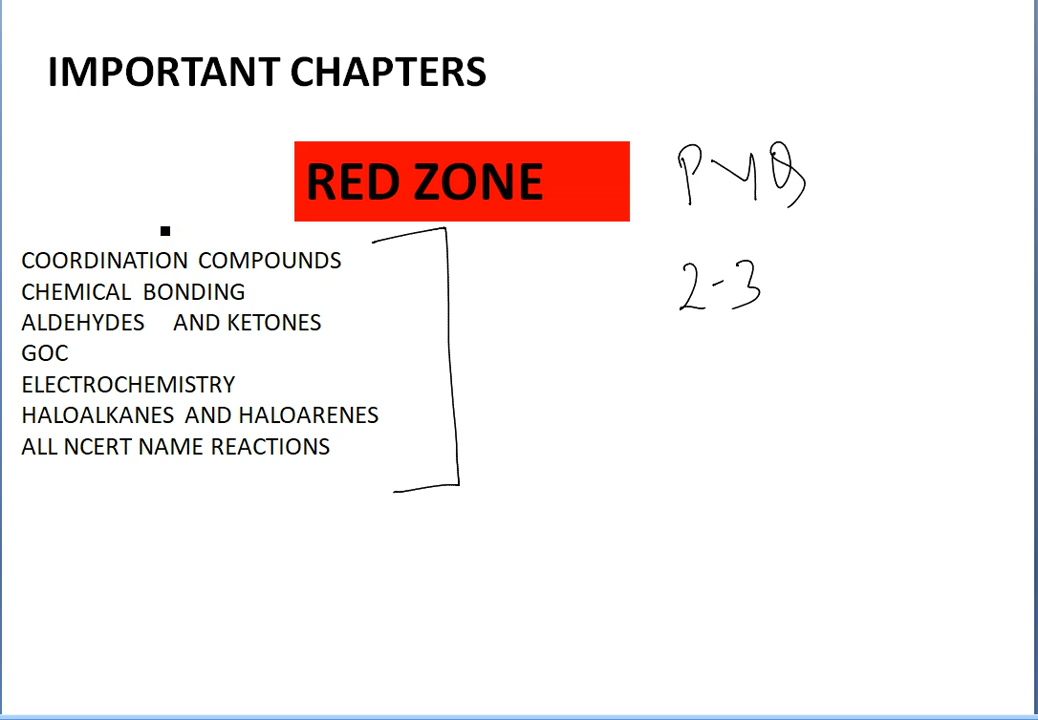 IMPORTANT CHAPTERS
RED ZONE
PYQ
2-3
COORDINATION COMPOUNDS
CHEMICAL BONDING
ALDEHYDES AND KETONES
GOC
ELECTROCHEMISTRY
HALOALKANES AND HALOARENES
ALL NCERT NAME REACTIONS